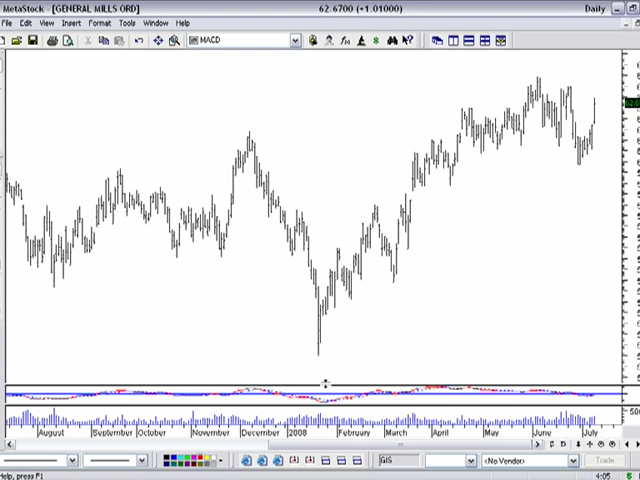 MetaStock - [GENERAL MILLS ORD] 62.6700 (+1.01000) Daily
File Edit View Insert Format Tools Window Help
MACD
August September October November December 2008 February March April May June July
GIS <No Vendor> Trade
Help, press F1 4:05